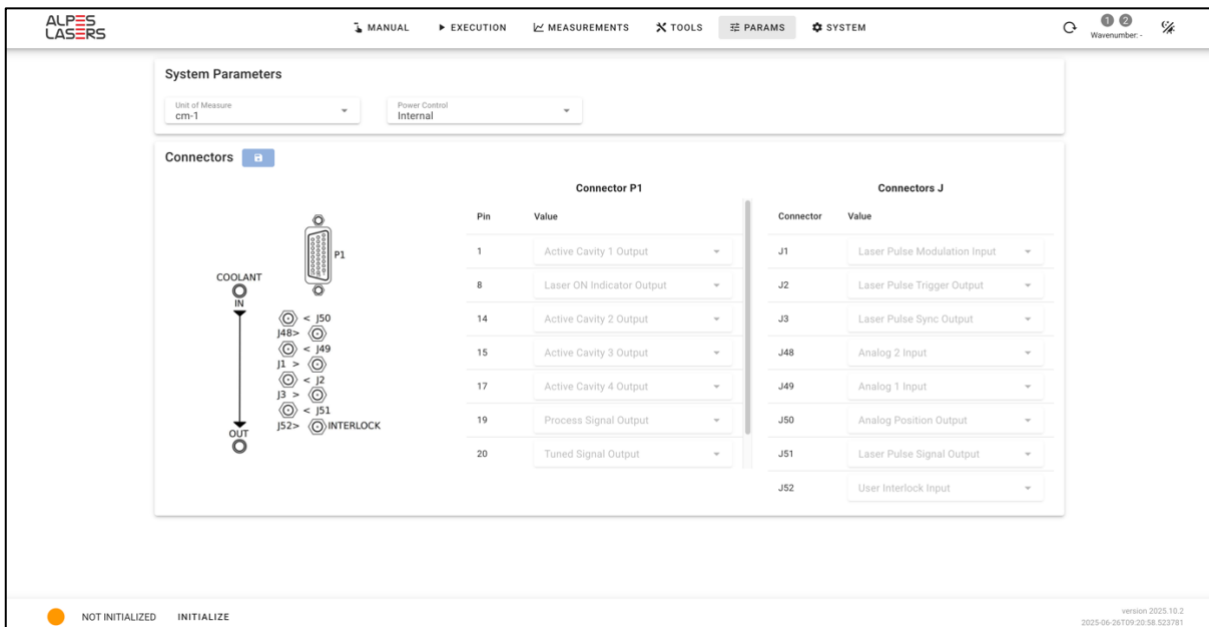 ALPES
LASERS
MANUAL EXECUTION MEASUREMENTS TOOLS PARAMS SYSTEM
1 2
Wavenumber: -
System Parameters
Unit of Measure
cm-1
Power Control
Internal
Connectors
P1
COOLANT
IN
< J50
J48>
< J49
J1 >
< J2
J3 >
< J51
J52> INTERLOCK
OUT
Connector P1
Pin Value
1 Active Cavity 1 Output
8 Laser ON Indicator Output
14 Active Cavity 2 Output
15 Active Cavity 3 Output
17 Active Cavity 4 Output
19 Process Signal Output
20 Tuned Signal Output
Connectors J
Connector Value
J1 Laser Pulse Modulation Input
J2 Laser Pulse Trigger Output
J3 Laser Pulse Sync Output
J48 Analog 2 Input
J49 Analog 1 Input
J50 Analog Position Output
J51 Laser Pulse Signal Output
J52 User Interlock Input
NOT INITIALIZED INITIALIZE
version 2025.10.2
2025-06-26T09:20:58.523781